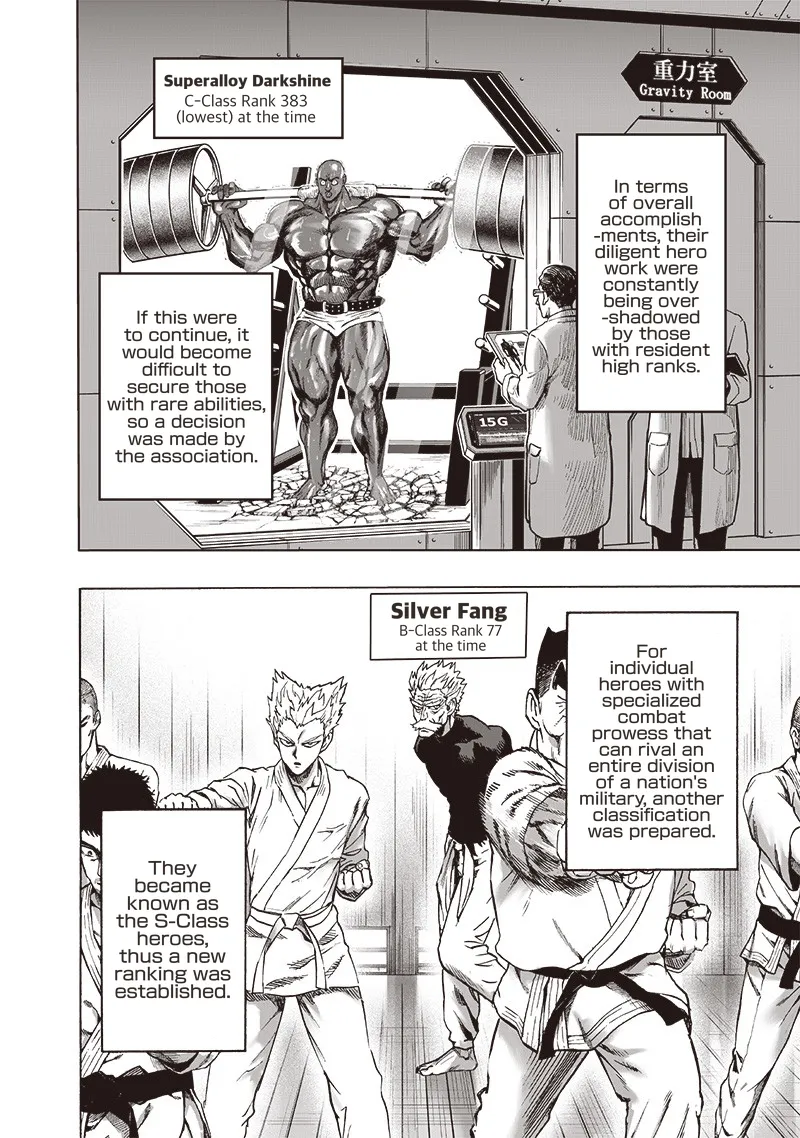 重力室
Gravity Room
Superalloy Darkshine
C-Class Rank 383
(lowest) at the time
In terms
of overall
accomplish
-ments, their
diligent hero
work were
constantly
being over
-shadowed
by those
with resident
high ranks.
If this were
to continue, it
would become
difficult to
secure those
with rare abilities,
so a decision
was made by
the association.
15G
Silver Fang
B-Class Rank 77
at the time
For
individual
heroes with
specialized
combat
prowess that
can rival an
entire division
of a nation's
military, another
classification
was prepared.
They
became
known as
the S-Class
heroes,
thus a new
ranking was
established.